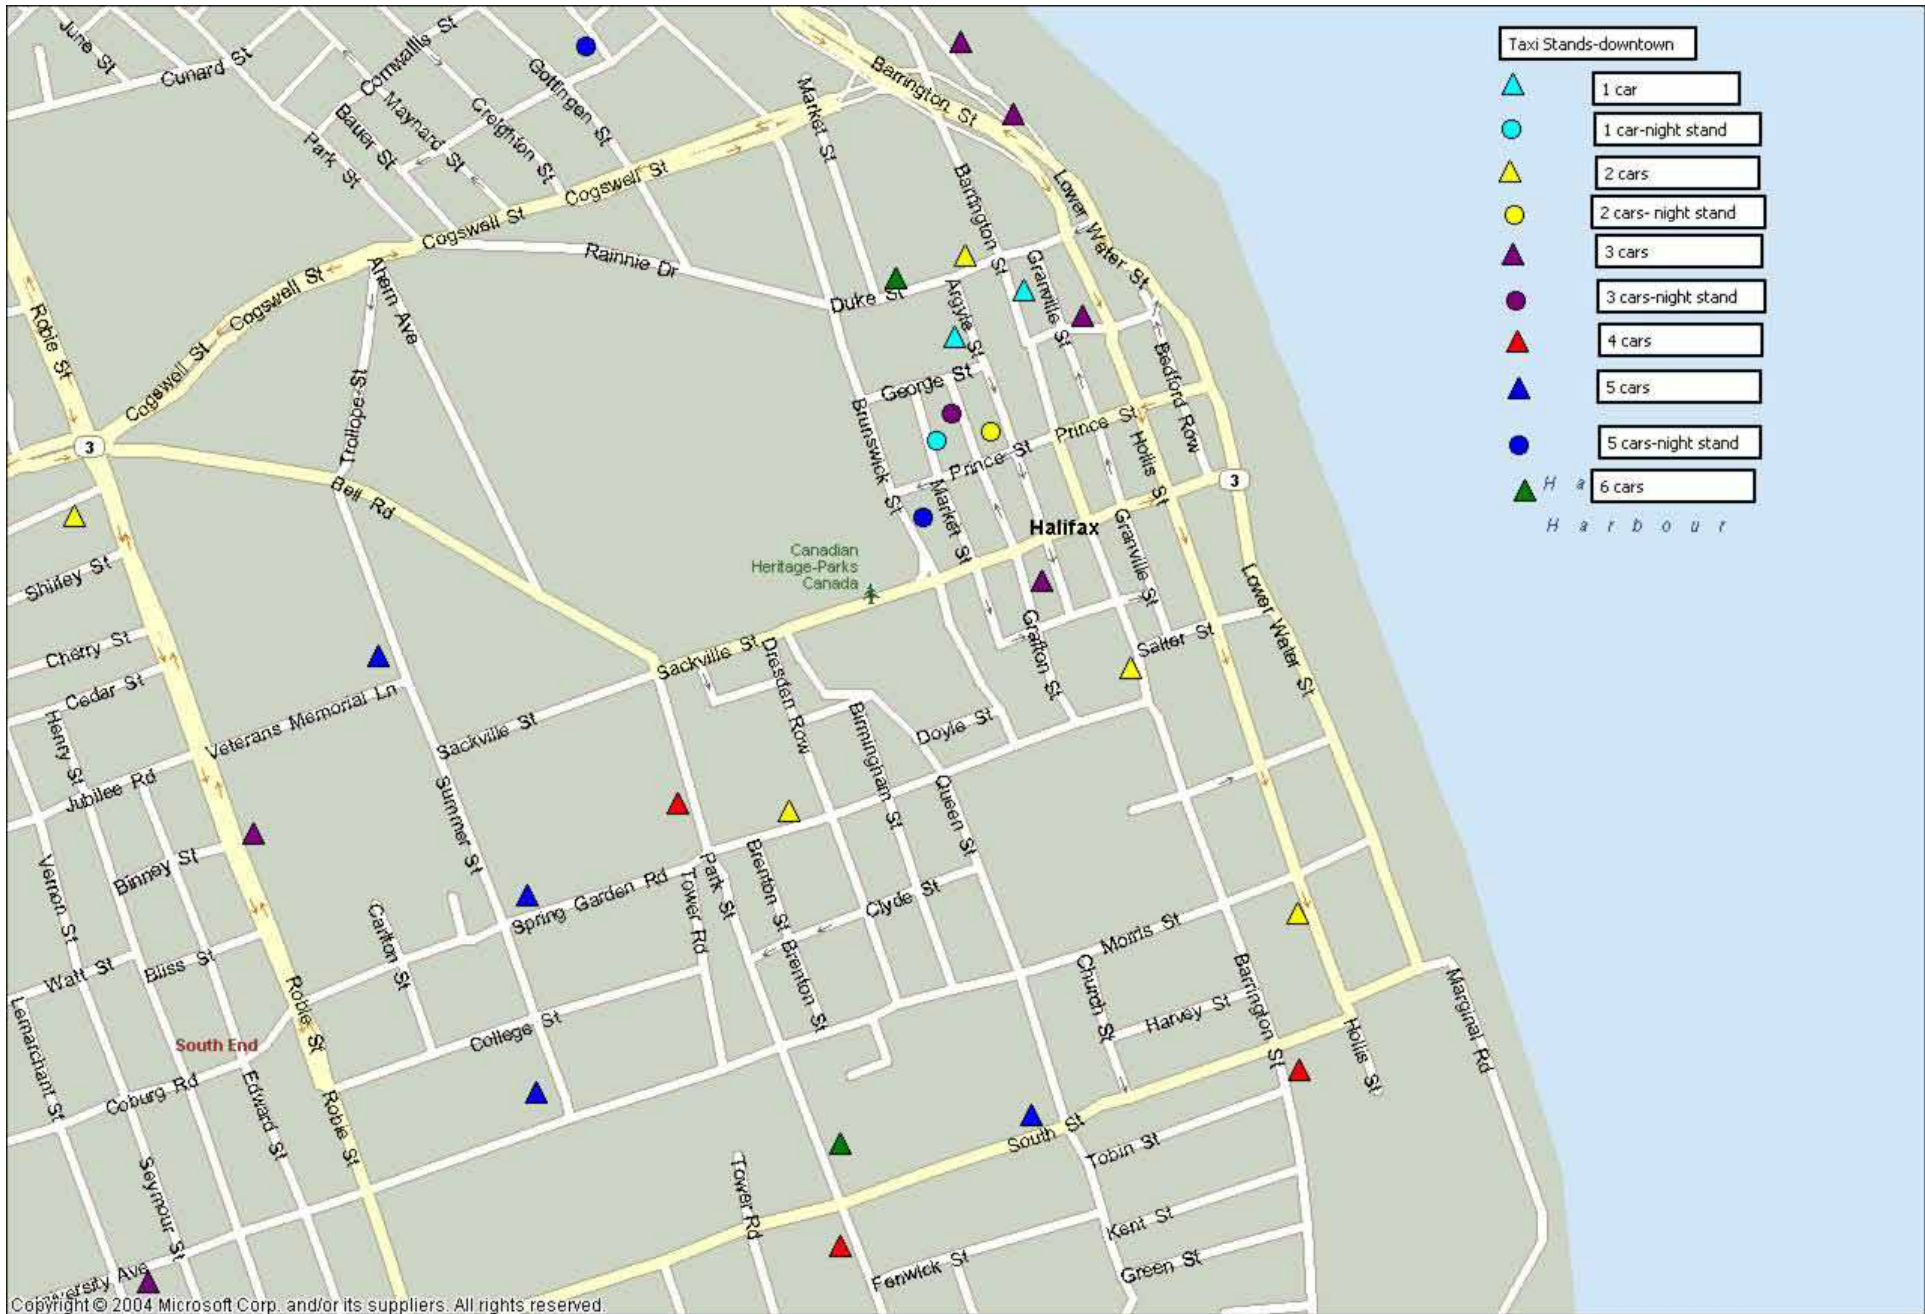 Taxi Stands-downtown
1 car
1 car-night stand
2 cars
2 cars- night stand
3 cars
3 cars-night stand
4 cars
5 cars
5 cars-night stand
6 cars
H a
H a r b o u r
June St
Cunard St
Cornwallis St
Gottingen St
Market St
Barrington St
Bauer St
Maynard St
Creighton St
Park St
Cogswell St
Cogswell St
Barrington St
Lower Water St
Rainnie Dr
Ahern Ave
Cogswell St
Robie St
Cogswell St
Duke St
Argyle St
Granville St
Trollope St
George St
Brunswick St
Bedford Row
Prince St
Prince St
Hollis St
3
3
Bell Rd
Market St
Halifax
Granville St
Canadian
Heritage-Parks
Canada
Shirley St
Cherry St
Cedar St
Henry St
Veterans Memorial Ln
Jubilee Rd
Sackville St
Sackville St
Dresden Row
Birmingham St
Doyle St
Grafton St
Salter St
Lower Water St
Queen St
Summer St
Binney St
Vernon St
Carlton St
Spring Garden Rd
Park St
Tower Rd
Brenton St
Clyde St
Brenton St
Morris St
Church St
Barrington St
Harvey St
Watt St
Bliss St
Robie St
South End
College St
Lemarchant St
Coburg Rd
Edward St
Robie St
Hollis St
Marginal Rd
South St
Tobin St
Seymour St
Tower Rd
Kent St
Fenwick St
Green St
Copyright © 2004 Microsoft Corp. and/or its suppliers. All rights reserved.